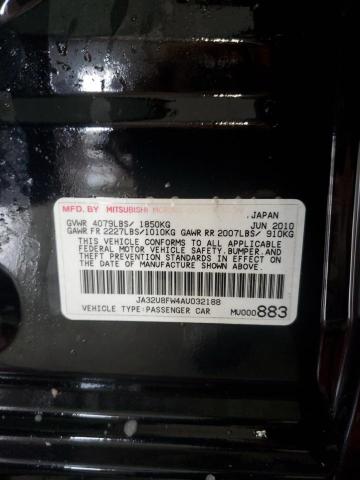 MFD. BY MITSUBISHI
, JAPAN
GVWR 4079LBS/ 1850KG JUN 2010
GAWR FR 2227LBS/1010KG GAWR RR 2007LBS/ 910KG
THIS VEHICLE CONFORMS TO ALL APPLICABLE
FEDERAL MOTOR VEHICLE SAFETY,BUMPER,AND
THEFT PREVENTION STANDARDS IN EFFECT
ON THE DATE OF MANUFACTURE SHOWN ABOVE
JA32U8FW4AU032188
VEHICLE TYPE:PASSENGER CAR MU000883